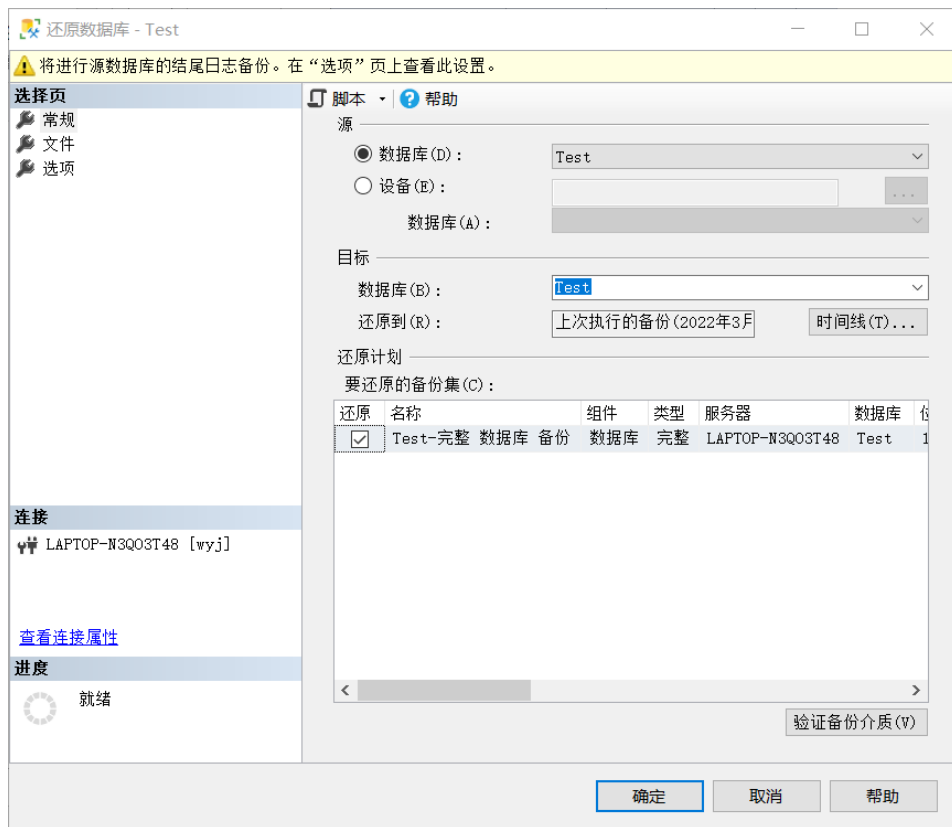 还原数据库 - Test
将进行源数据库的结尾日志备份。在“选项”页上查看此设置。
选择页
常规
文件
选项
脚本 帮助
源
数据库(D)： Test
设备(E)： ...
数据库(A)：
目标
数据库(B)： Test
还原到(R)： 上次执行的备份(2022年3月 时间线(T)...
还原计划
要还原的备份集(C)：
还原 名称 组件 类型 服务器 数据库
Test-完整 数据库 备份 数据库 完整 LAPTOP-N3QO3T48 Test 1
验证备份介质(V)
连接
LAPTOP-N3QO3T48 [wyj]
查看连接属性
进度
就绪
确定 取消 帮助